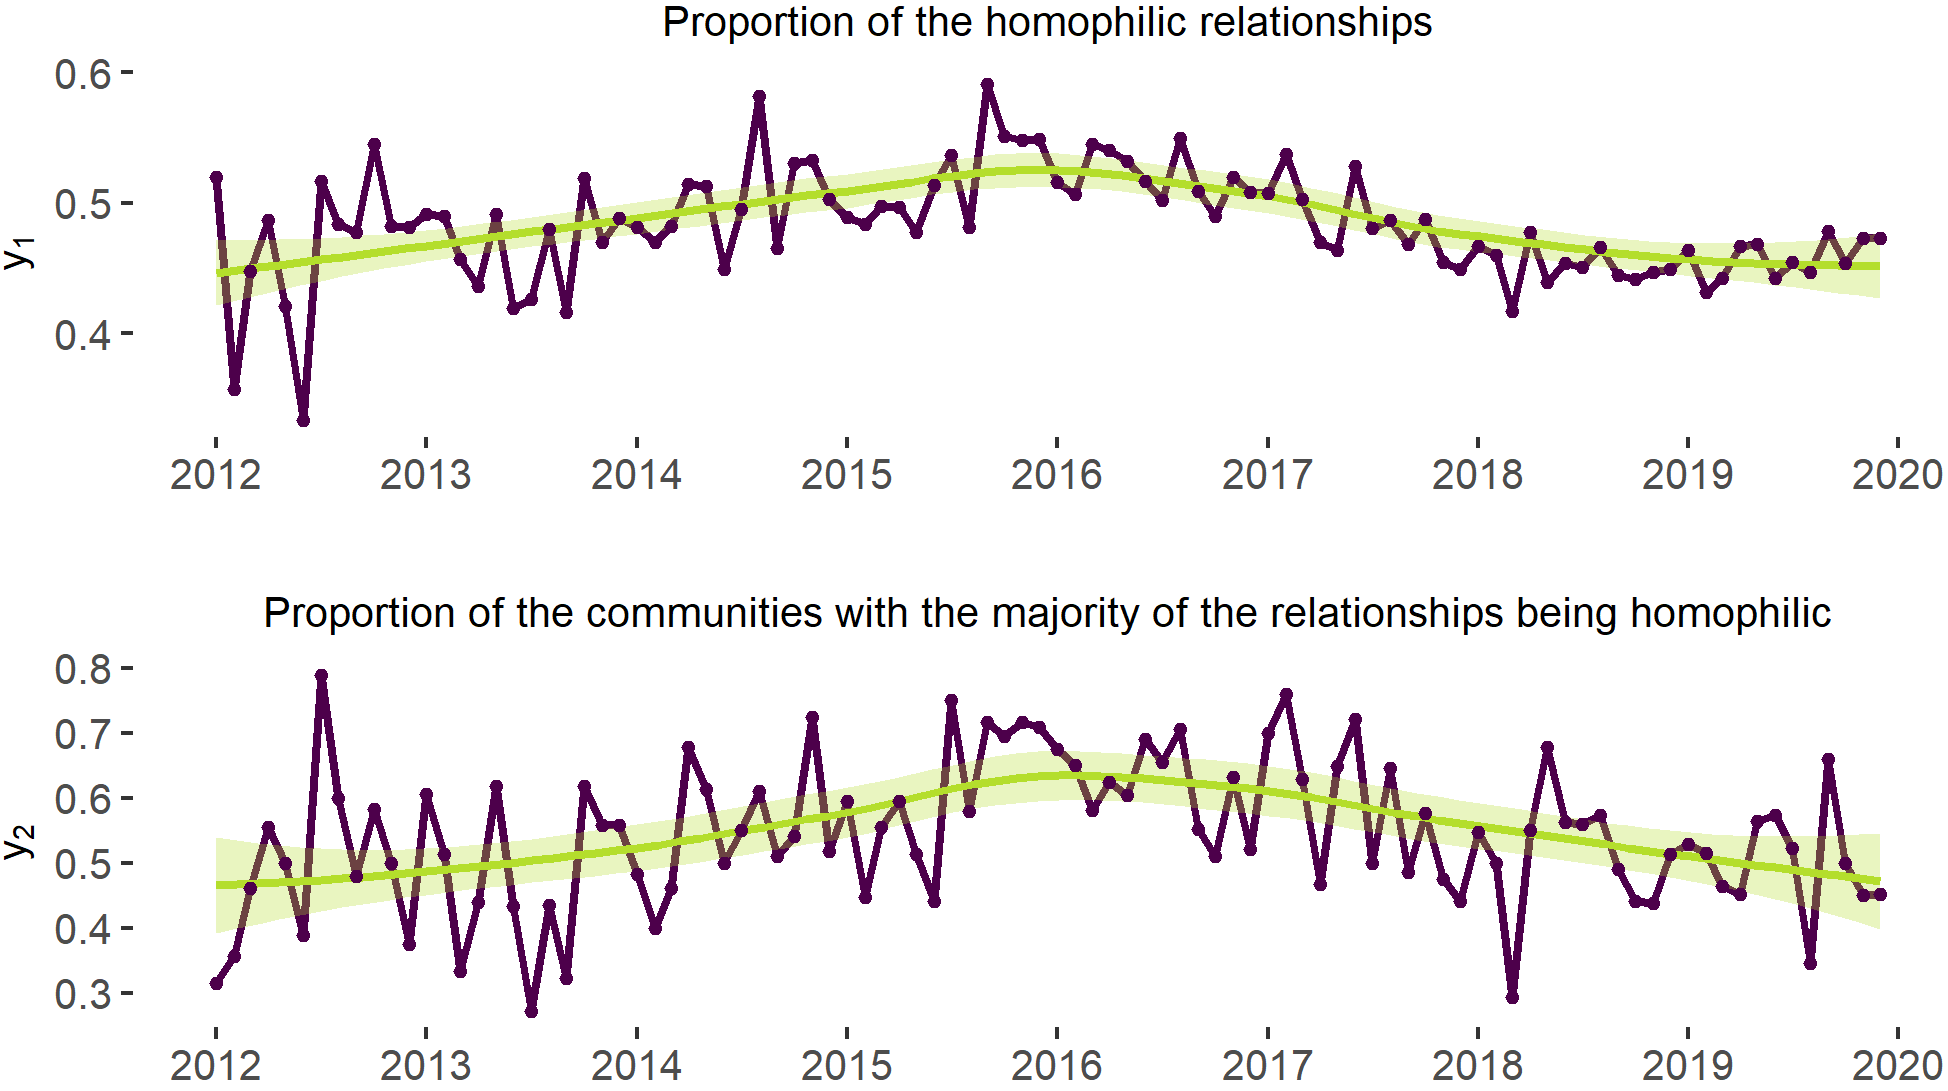 Proportion of the homophilic relationships
0.6
0.5
0.4
y1
2012 2013 2014 2015 2016 2017 2018 2019 2020
Proportion of the communities with the majority of the relationships being homophilic
0.8
0.7
0.6
0.5
0.4
0.3
y2
2012 2013 2014 2015 2016 2017 2018 2019 2020